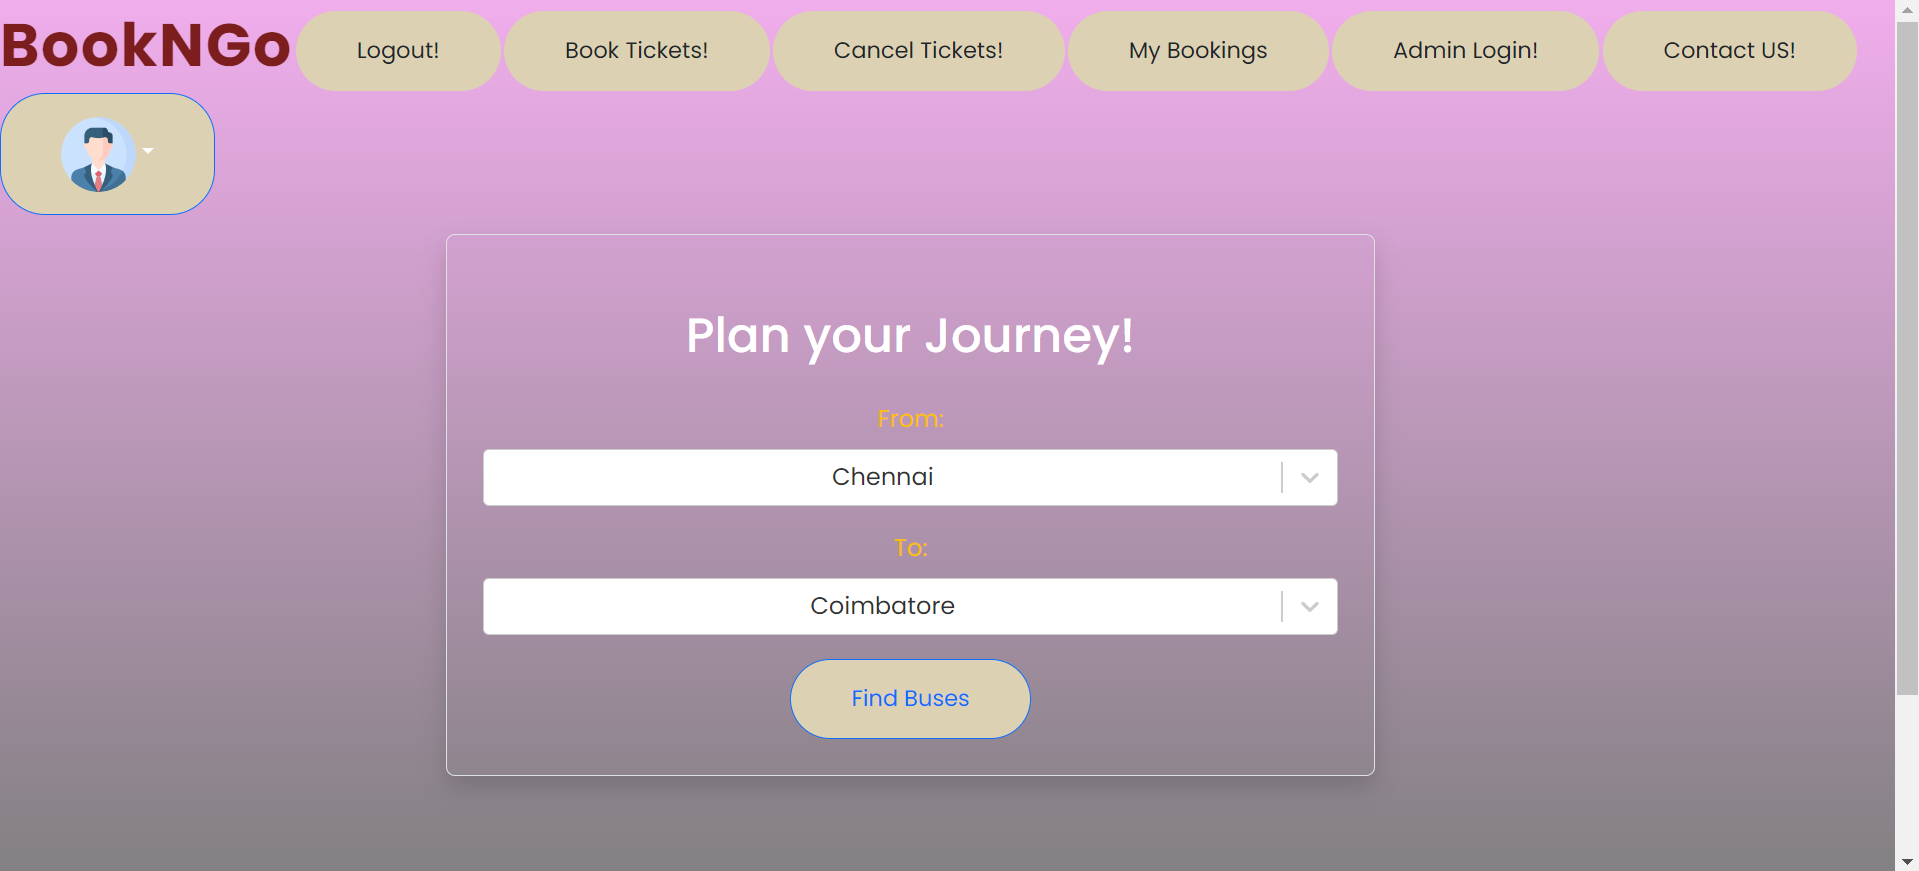 BookNGo Logout! Book Tickets! Cancel Tickets! My Bookings Admin Login! Contact US!
Plan your Journey!
From:
Chennai
To:
Coimbatore
Find Buses